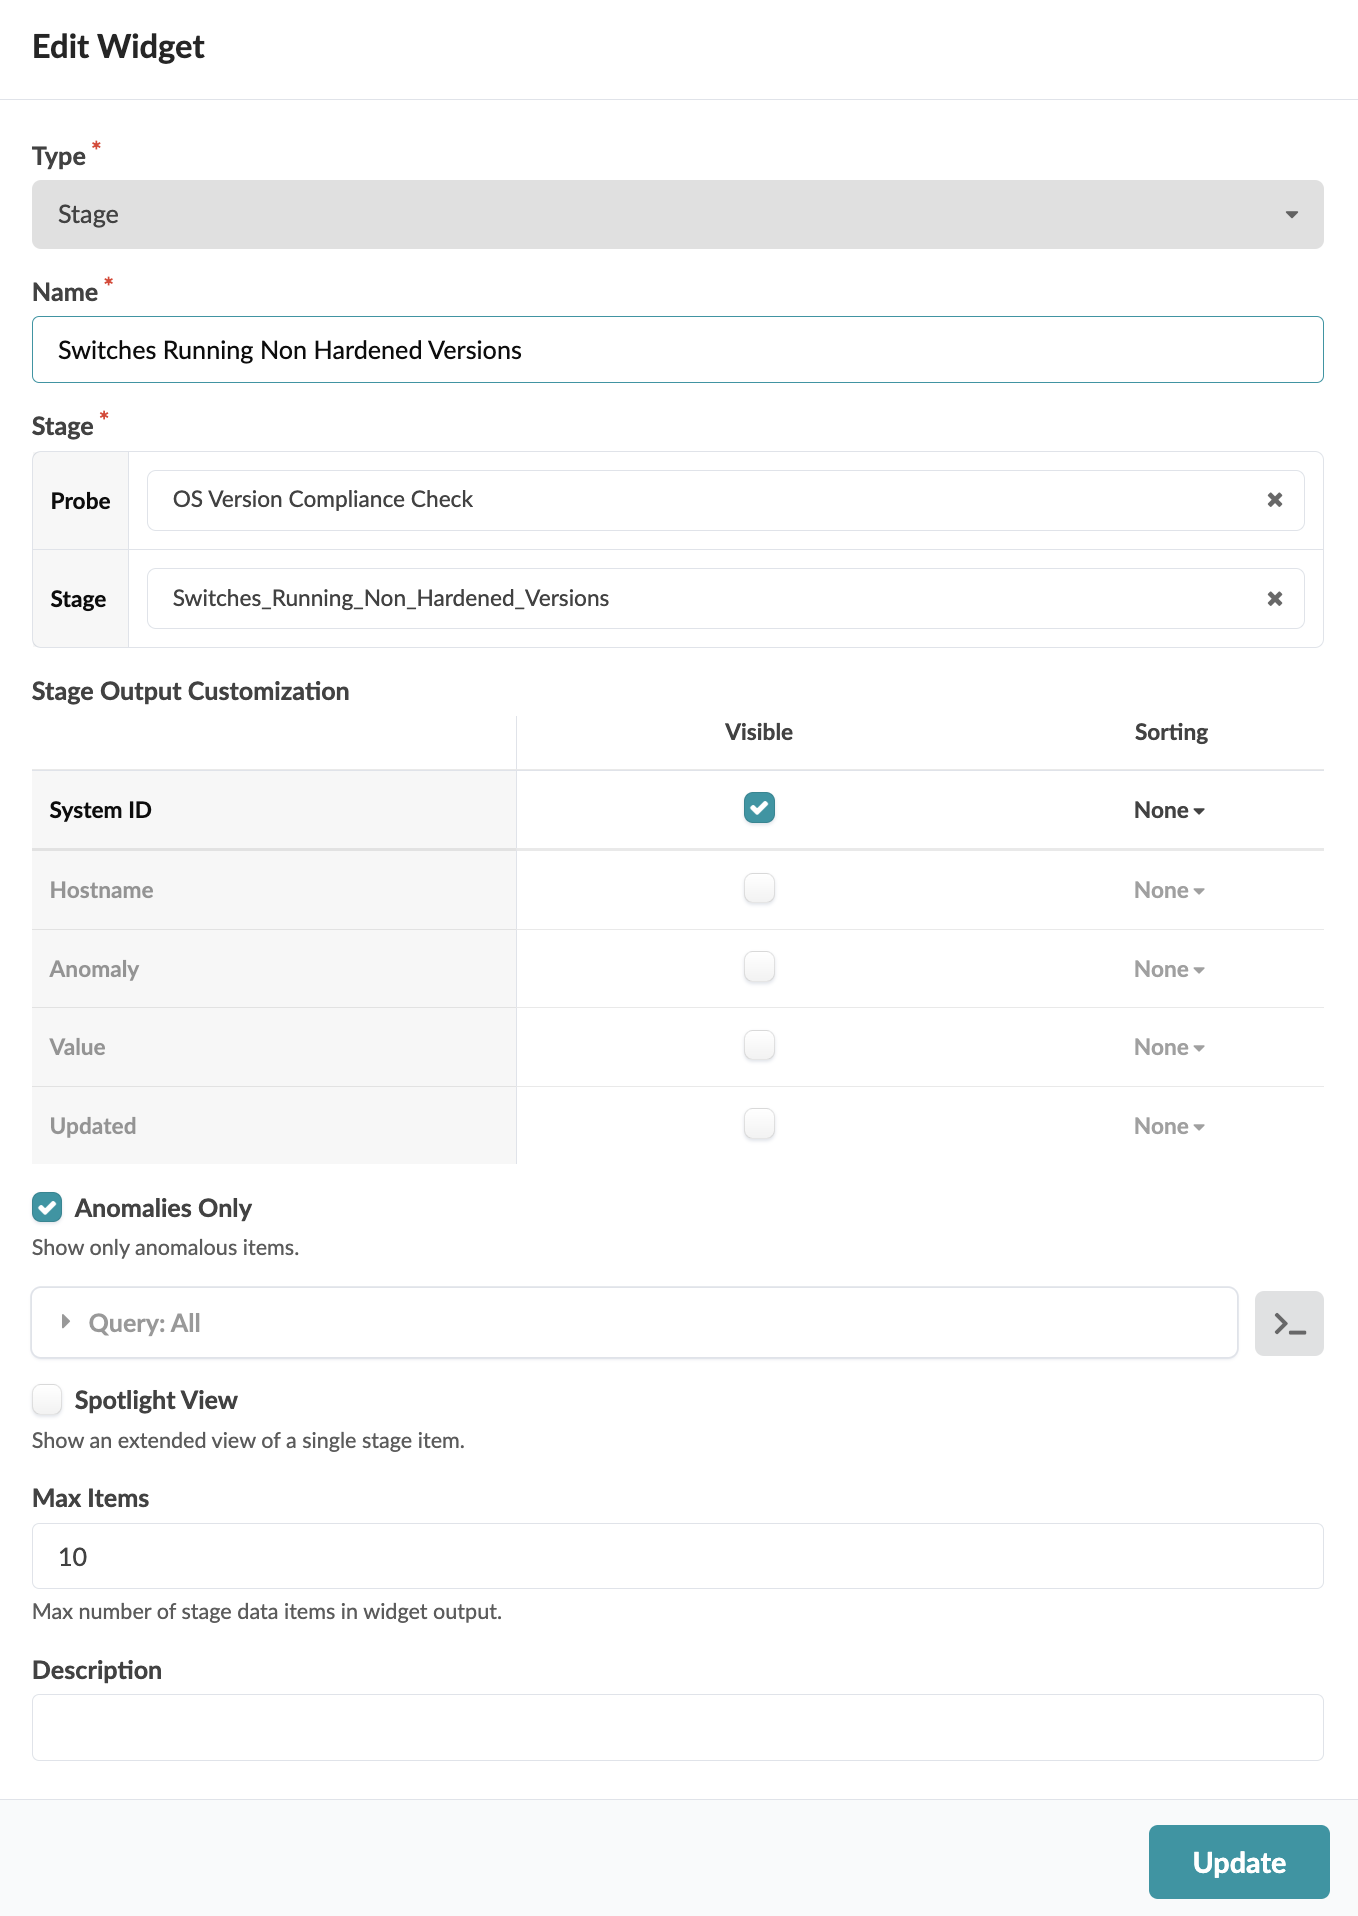 Edit Widget
Type *
Stage
Name *
Switches Running Non Hardened Versions
Stage *
Probe OS Version Compliance Check
Stage Switches_Running_Non_Hardened_Versions
Stage Output Customization
Visible Sorting
System ID None
Hostname None
Anomaly None
Value None
Updated None
Anomalies Only
Show only anomalous items.
Query: All >_
Spotlight View
Show an extended view of a single stage item.
Max Items
10
Max number of stage data items in widget output.
Description
Update